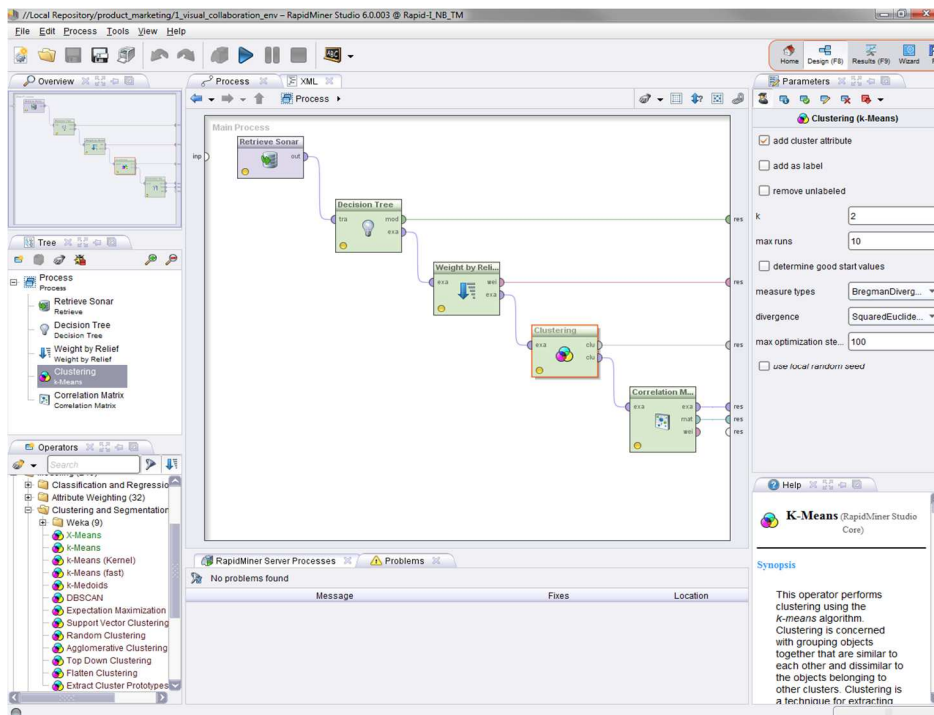 //Local Repository/product_marketing/1_visual_collaboration_env – RapidMiner Studio 6.0.003 @ Rapid-I_NB_TM
File Edit Process Tools View Help
Home Design (F8) Results (F9) Wizard
Overview
Process XML
Process
Main Process
inp
Retrieve Sonar
out
Decision Tree
tra mod
exa
res
Weight by Reli...
exa wei
exa
res
Clustering
exa clu
clu
res
Correlation M...
exa exa
mat
wei
res
res
res
Tree
Process
Process
Retrieve Sonar
Retrieve
Decision Tree
Decision Tree
Weight by Relief
Weight by Relief
Clustering
k-Means
Correlation Matrix
Correlation Matrix
Operators
Search
Classification and Regressio
Attribute Weighting (32)
Clustering and Segmentation
Weka (9)
X-Means
k-Means
k-Means (Kernel)
k-Means (fast)
k-Medoids
DBSCAN
Expectation Maximization
Support Vector Clustering
Random Clustering
Agglomerative Clustering
Top Down Clustering
Flatten Clustering
Extract Cluster Prototypes
RapidMiner Server Processes Problems
No problems found
Message Fixes Location
Parameters
Clustering (k-Means)
add cluster attribute
add as label
remove unlabeled
k 2
max runs 10
determine good start values
measure types BregmanDiverg...
divergence SquaredEuclide...
max optimization ste... 100
use local random seed
Help
K-Means (RapidMiner Studio
Core)
Synopsis
This operator performs
clustering using the
k-means algorithm.
Clustering is concerned
with grouping objects
together that are similar to
each other and dissimilar to
the objects belonging to
other clusters. Clustering is
a technique for extracting